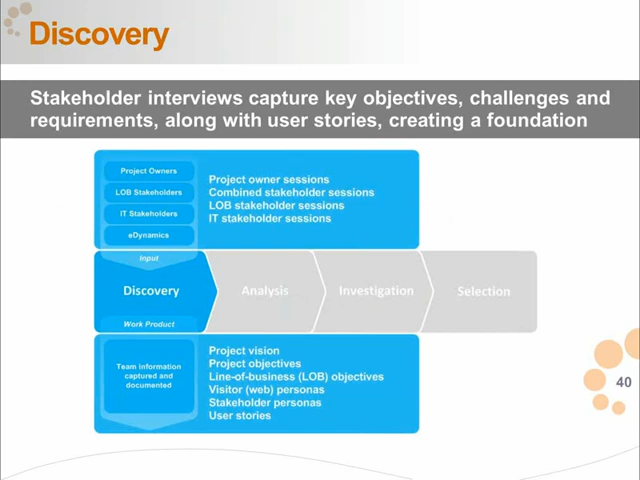 Discovery
Stakeholder interviews capture key objectives, challenges and
requirements, along with user stories, creating a foundation
Project Owners
LOB Stakeholders
IT Stakeholders
eDynamics
Project owner sessions
Combined stakeholder sessions
LOB stakeholder sessions
IT stakeholder sessions
Input
Discovery
Analysis
Investigation
Selection
Work Product
Team information
captured and
documented
Project vision
Project objectives
Line-of-business (LOB) objectives
Visitor (web) personas
Stakeholder personas
User stories
40